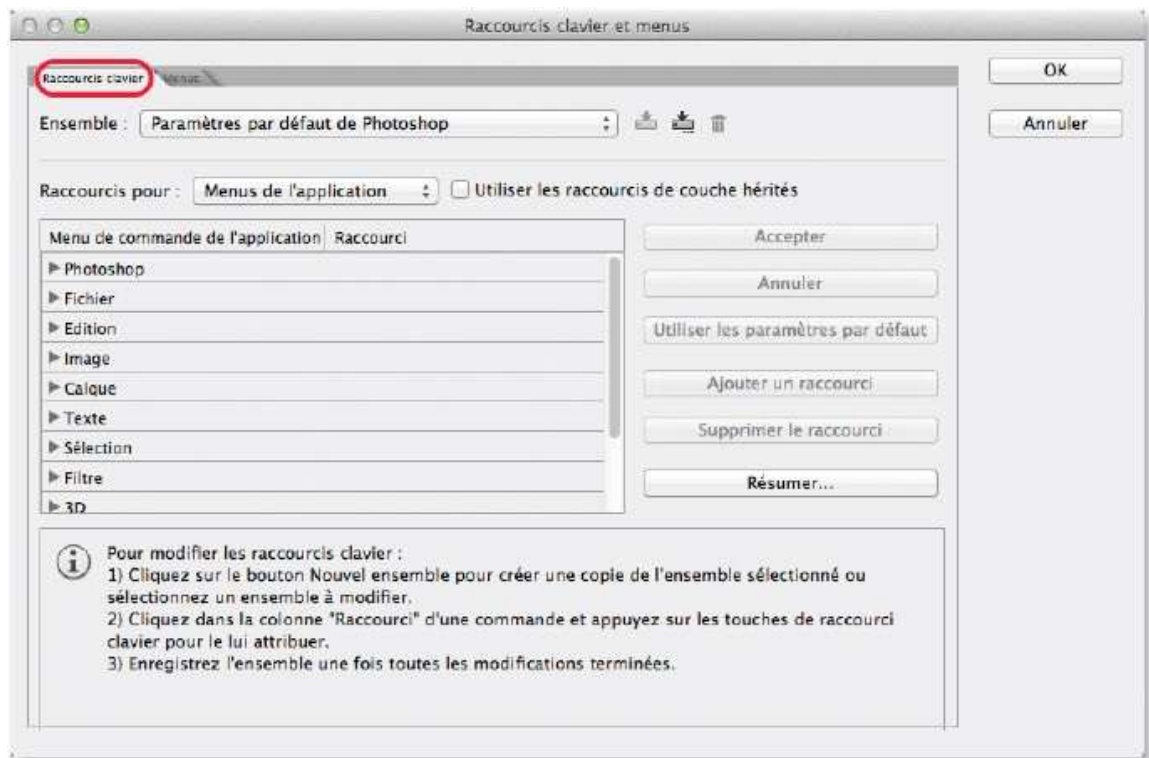 Raccourcis clavier et menus
Raccourcis clavier
Menus
OK
Ensemble : Paramètres par défaut de Photoshop
Annuler
Raccourcis pour : Menus de l'application
Utiliser les raccourcis de couche hérités
Menu de commande de l'application Raccourci
Accepter
Photoshop
Annuler
Fichier
Edition
Utiliser les paramètres par défaut
Image
Calque
Ajouter un raccourci
Texte
Supprimer le raccourci
Sélection
Filtre
Résumer...
3D
Pour modifier les raccourcis clavier :
1) Cliquez sur le bouton Nouvel ensemble pour créer une copie de l'ensemble sélectionné ou
sélectionnez un ensemble à modifier.
2) Cliquez dans la colonne "Raccourci" d'une commande et appuyez sur les touches de raccourci
clavier pour le lui attribuer.
3) Enregistrez l'ensemble une fois toutes les modifications terminées.